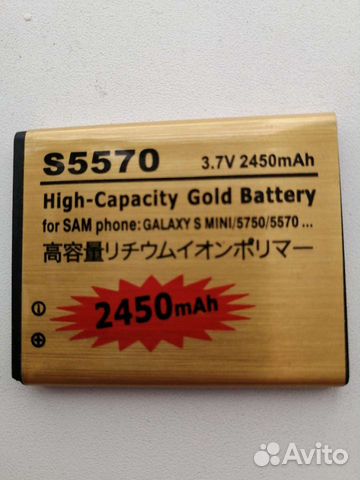 S5570 3.7V 2450mAh
High-Capacity Gold Battery
for SAM phone: GALAXY S MINI/5750/5570 ...
高容量リチウムイオンポリマー
2450mAh
Avito